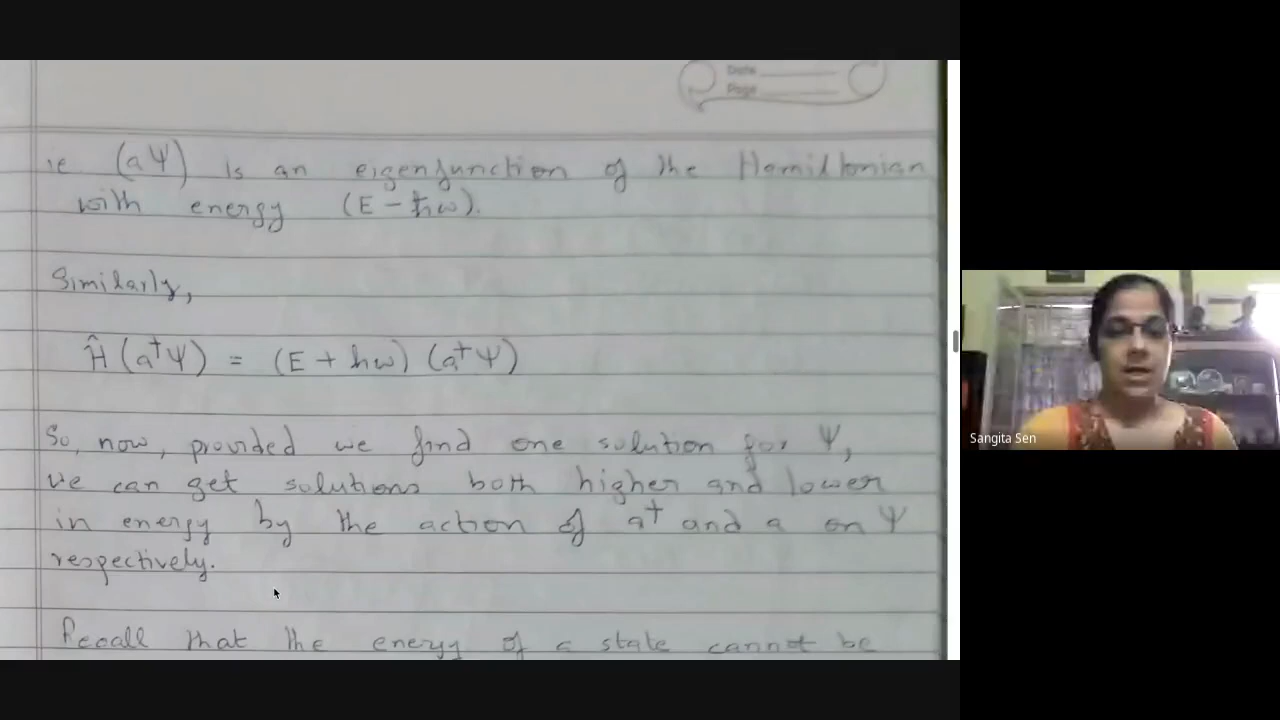 Date
Page
ie (aΨ) is an eigenfunction of the Hamiltonian
with energy (E - ħω).
Similarly,
Ĥ (a†Ψ) = (E + ħω) (a†Ψ)
So, now, provided we find one solution for Ψ,
we can get solutions both higher and lower
in energy by the action of a† and a on Ψ
respectively.
Recall that the energy of a state cannot be
Sangita Sen